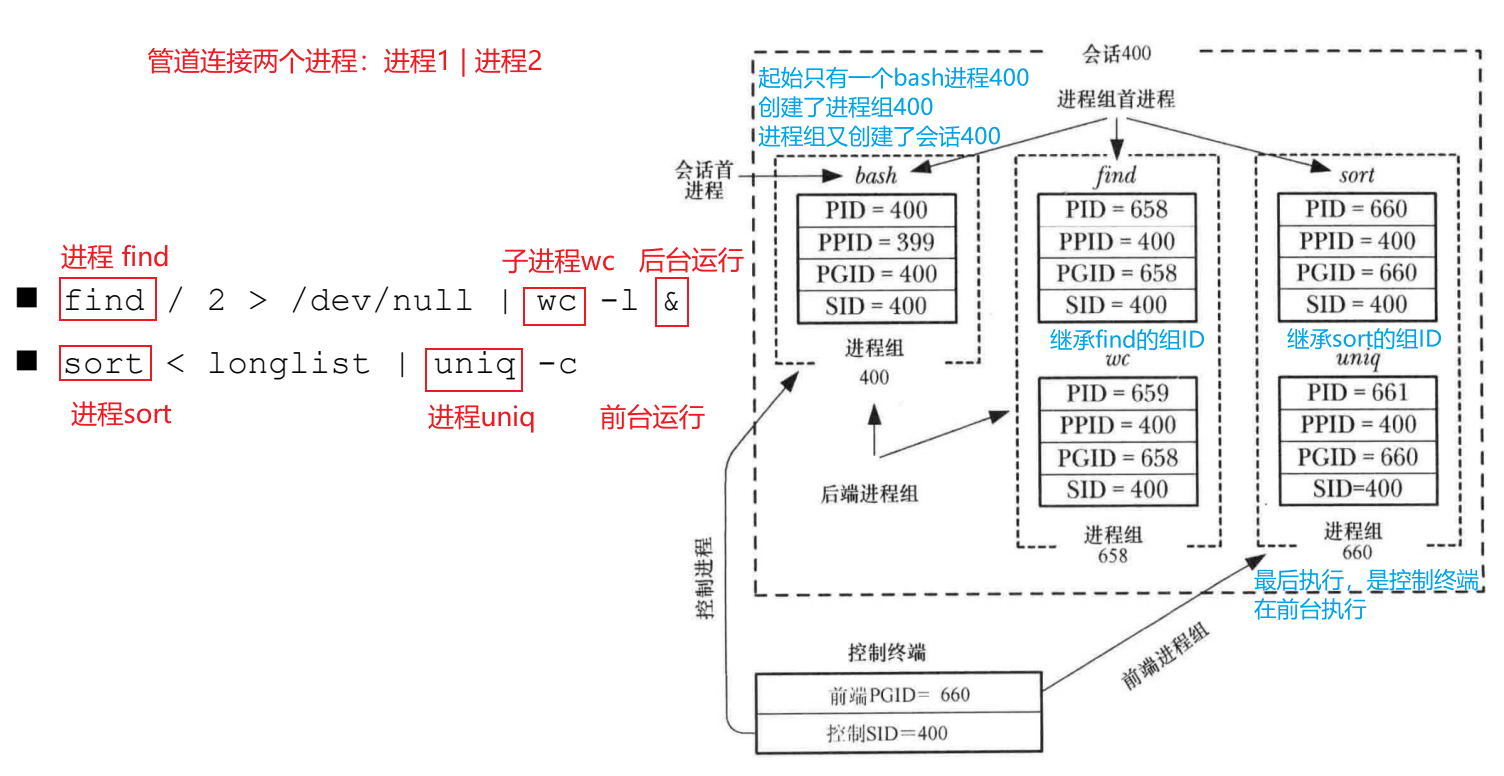 管道连接两个进程：进程1 | 进程2
进程 find
子进程wc 后台运行
■ find / 2 > /dev/null | wc -l &
■ sort < longlist | uniq -c
进程sort
进程uniq
前台运行
会话400
起始只有一个bash进程400
创建了进程组400
进程组又创建了会话400
进程组首进程
会话首
进程
bash
PID = 400
PPID = 399
PGID = 400
SID = 400
进程组
400
find
PID = 658
PPID = 400
PGID = 658
SID = 400
继承find的组ID
wc
PID = 659
PPID = 400
PGID = 658
SID = 400
进程组
658
sort
PID = 660
PPID = 400
PGID = 660
SID = 400
继承sort的组ID
uniq
PID = 661
PPID = 400
PGID = 660
SID=400
进程组
660
后端进程组
最后执行，是控制终端
在前台执行
控制进程
前端进程组
控制终端
前端PGID= 660
控制SID=400